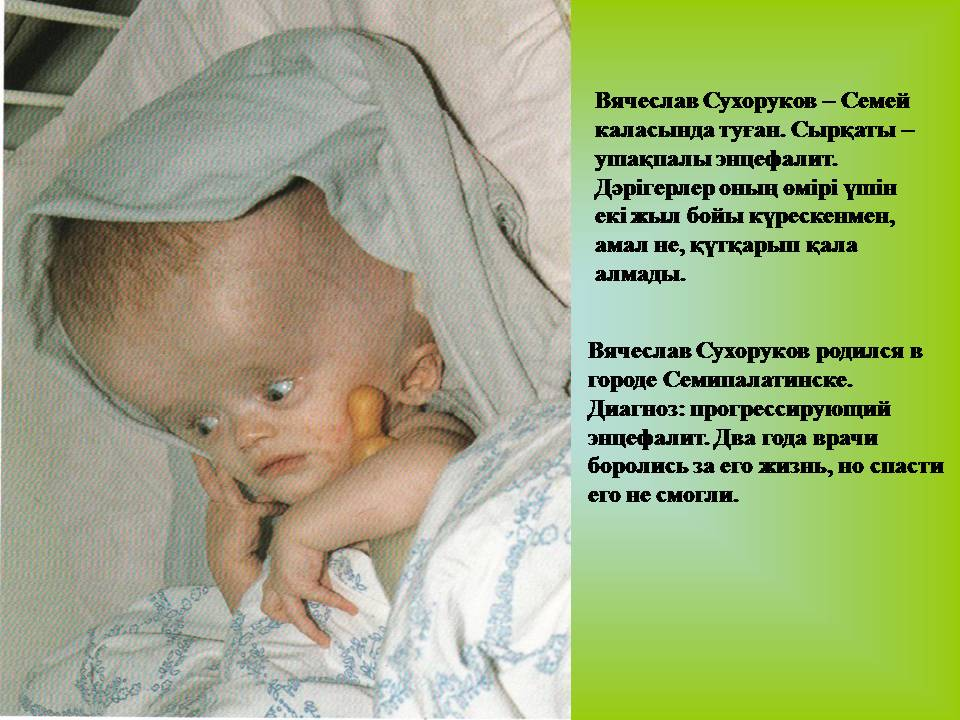 Вячеслав Сухоруков – Семей
каласында туған. Сырқаты –
ушақпалы энцефалит.
Дәрігерлер оның өмірі үшін
екі жыл бойы күрескенмен,
амал не, құтқарып қала
алмады.
Вячеслав Сухоруков родился в
городе Семипалатинске.
Диагноз: прогрессирующий
энцефалит. Два года врачи
боролись за его жизнь, но спасти
его не смогли.